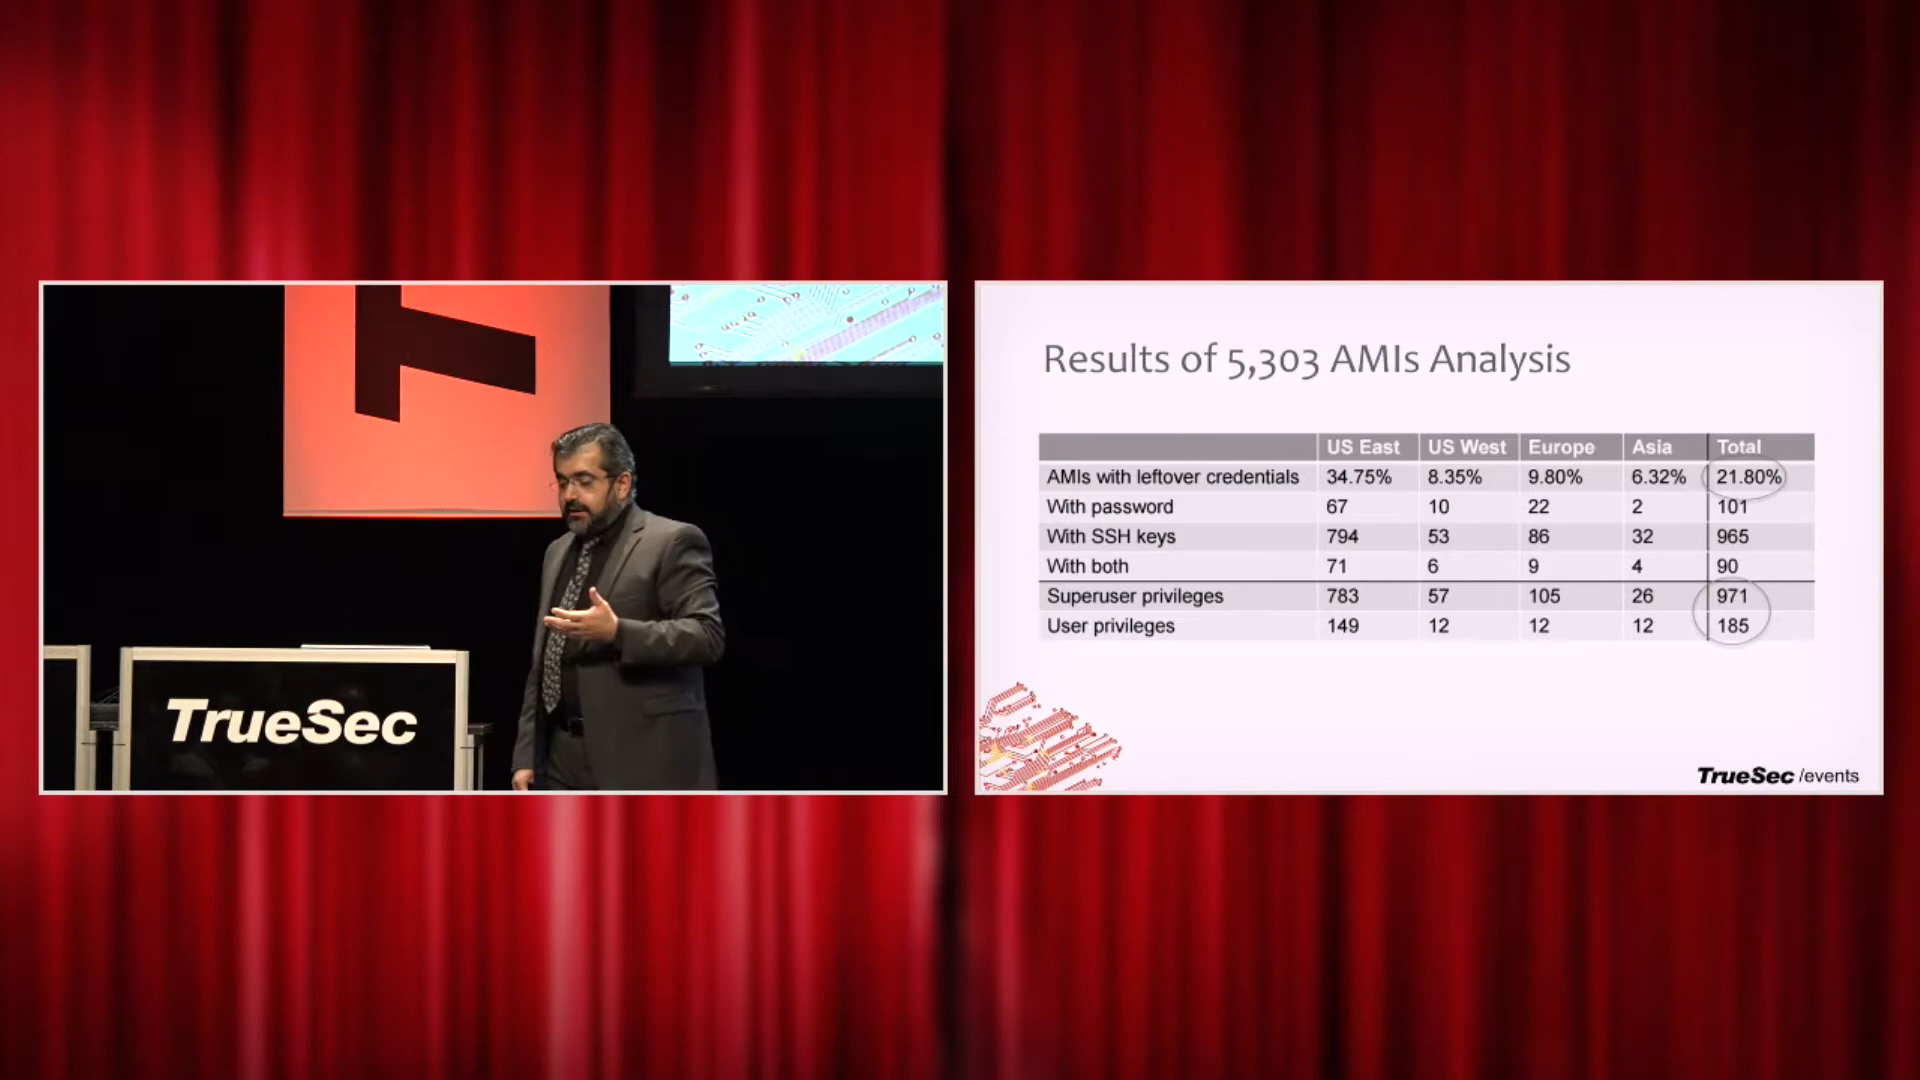 TrueSec
Results of 5,303 AMIs Analysis
US East US West Europe Asia Total
AMIs with leftover credentials 34.75% 8.35% 9.80% 6.32% 21.80%
With password 67 10 22 2 101
With SSH keys 794 53 86 32 965
With both 71 6 9 4 90
Superuser privileges 783 57 105 26 971
User privileges 149 12 12 12 185
TrueSec /events